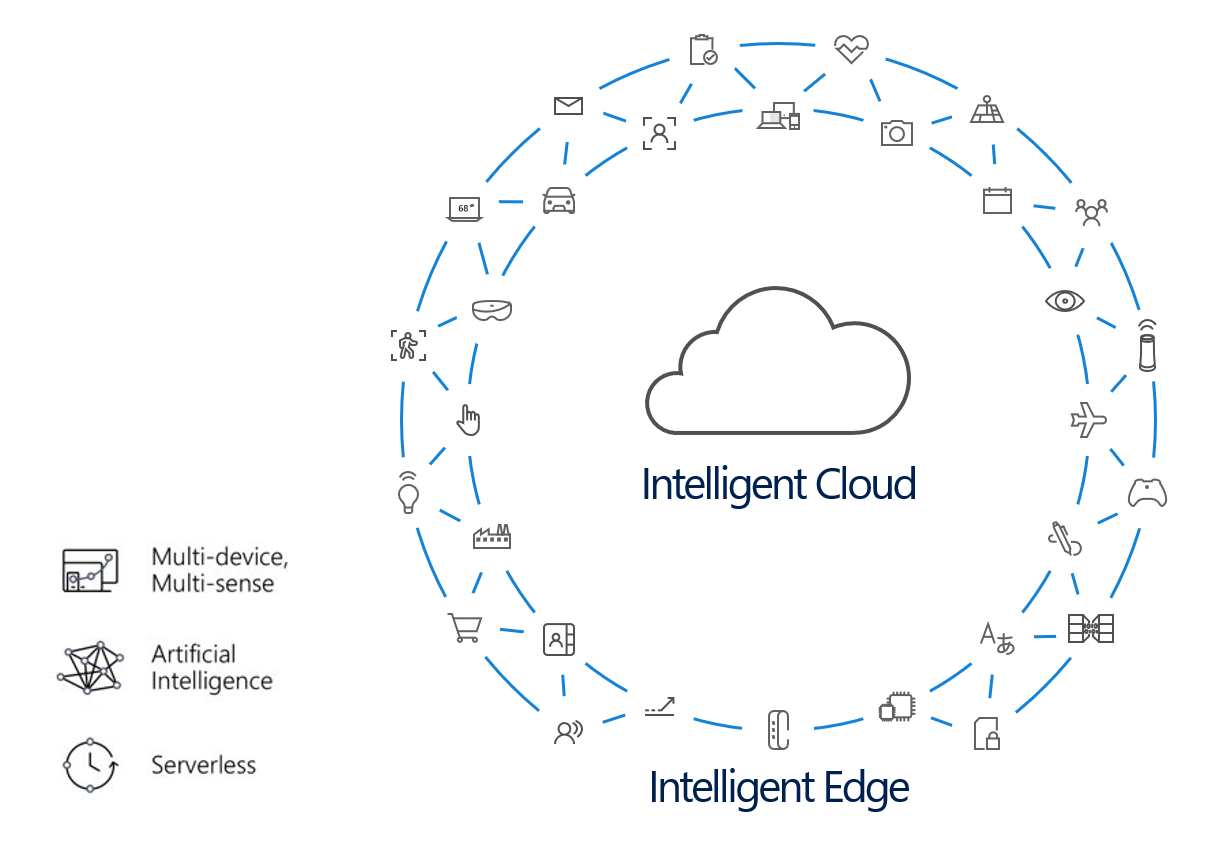 68°
Intelligent Cloud
Multi-device,
Multi-sense
Artificial
Intelligence
Serverless
Aあ
Intelligent Edge